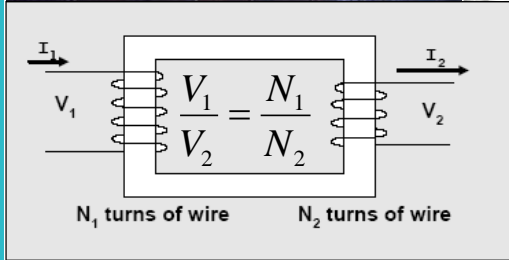 I₁
I₂
V₁
V₁ / V₂ = N₁ / N₂
V₂
N₁ turns of wire
N₂ turns of wire